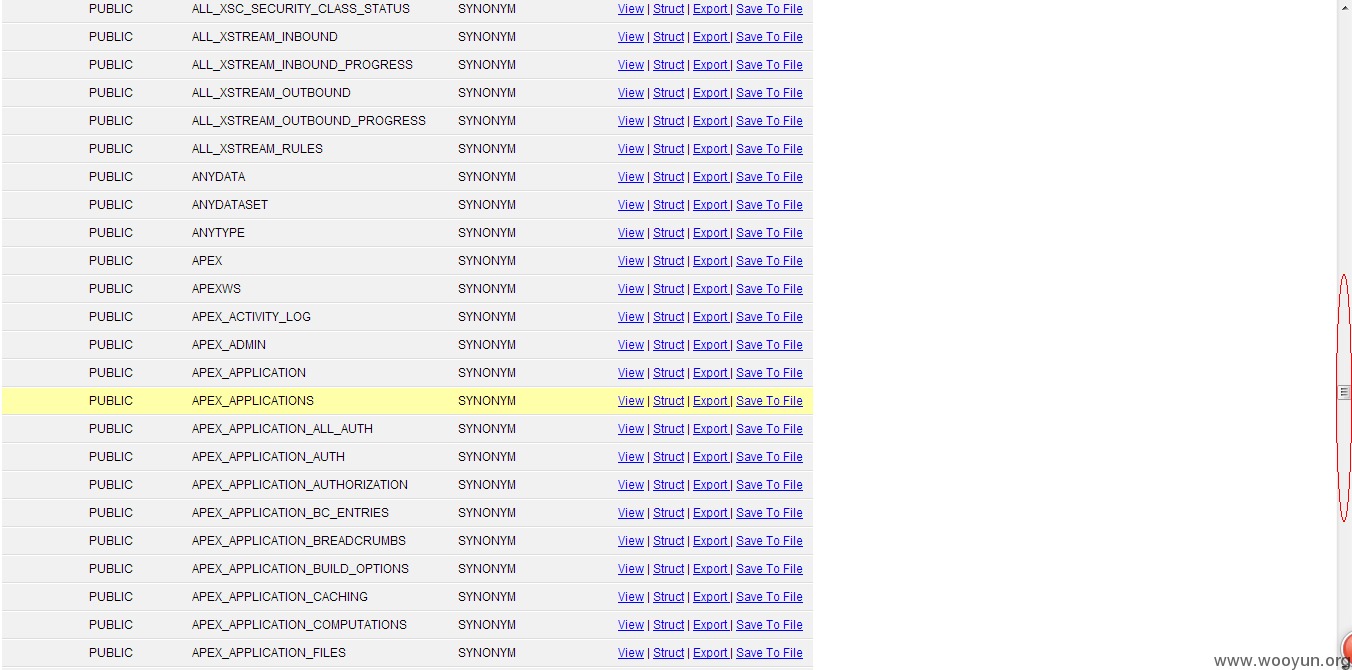 PUBLIC ALL_XSC_SECURITY_CLASS_STATUS SYNONYM View | Struct | Export | Save To File
PUBLIC ALL_XSTREAM_INBOUND SYNONYM View | Struct | Export | Save To File
PUBLIC ALL_XSTREAM_INBOUND_PROGRESS SYNONYM View | Struct | Export | Save To File
PUBLIC ALL_XSTREAM_OUTBOUND SYNONYM View | Struct | Export | Save To File
PUBLIC ALL_XSTREAM_OUTBOUND_PROGRESS SYNONYM View | Struct | Export | Save To File
PUBLIC ALL_XSTREAM_RULES SYNONYM View | Struct | Export | Save To File
PUBLIC ANYDATA SYNONYM View | Struct | Export | Save To File
PUBLIC ANYDATASET SYNONYM View | Struct | Export | Save To File
PUBLIC ANYTYPE SYNONYM View | Struct | Export | Save To File
PUBLIC APEX SYNONYM View | Struct | Export | Save To File
PUBLIC APEXWS SYNONYM View | Struct | Export | Save To File
PUBLIC APEX_ACTIVITY_LOG SYNONYM View | Struct | Export | Save To File
PUBLIC APEX_ADMIN SYNONYM View | Struct | Export | Save To File
PUBLIC APEX_APPLICATION SYNONYM View | Struct | Export | Save To File
PUBLIC APEX_APPLICATIONS SYNONYM View | Struct | Export | Save To File
PUBLIC APEX_APPLICATION_ALL_AUTH SYNONYM View | Struct | Export | Save To File
PUBLIC APEX_APPLICATION_AUTH SYNONYM View | Struct | Export | Save To File
PUBLIC APEX_APPLICATION_AUTHORIZATION SYNONYM View | Struct | Export | Save To File
PUBLIC APEX_APPLICATION_BC_ENTRIES SYNONYM View | Struct | Export | Save To File
PUBLIC APEX_APPLICATION_BREADCRUMBS SYNONYM View | Struct | Export | Save To File
PUBLIC APEX_APPLICATION_BUILD_OPTIONS SYNONYM View | Struct | Export | Save To File
PUBLIC APEX_APPLICATION_CACHING SYNONYM View | Struct | Export | Save To File
PUBLIC APEX_APPLICATION_COMPUTATIONS SYNONYM View | Struct | Export | Save To File
PUBLIC APEX_APPLICATION_FILES SYNONYM View | Struct | Export | Save To File
www.wooyun.org